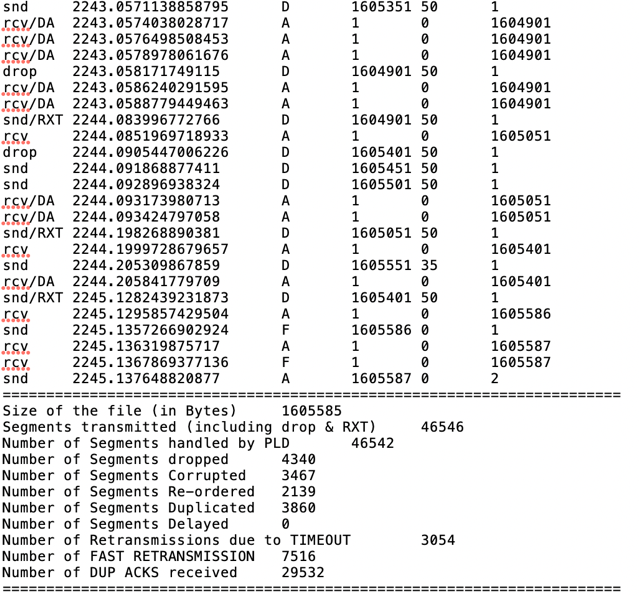 snd 2243.0571138858795 D 1605351 50 1
rcv/DA 2243.0574038028717 A 1 0 1604901
rcv/DA 2243.0576498508453 A 1 0 1604901
rcv/DA 2243.0578978061676 A 1 0 1604901
drop 2243.058171749115 D 1604901 50 1
rcv/DA 2243.0586240291595 A 1 0 1604901
rcv/DA 2243.0588779449463 A 1 0 1604901
snd/RXT 2244.083996772766 D 1604901 50 1
rcv 2244.0851969718933 A 1 0 1605051
drop 2244.0905447006226 D 1605401 50 1
snd 2244.091868877411 D 1605451 50 1
snd 2244.092896938324 D 1605501 50 1
rcv/DA 2244.093173980713 A 1 0 1605051
rcv/DA 2244.093424797058 A 1 0 1605051
snd/RXT 2244.198268890381 D 1605051 50 1
rcv 2244.1999728679657 A 1 0 1605401
snd 2244.205309867859 D 1605551 35 1
rcv/DA 2244.205841779709 A 1 0 1605401
snd/RXT 2245.1282439231873 D 1605401 50 1
rcv 2245.1295857429504 A 1 0 1605586
snd 2245.1357266902924 F 1605586 0 1
rcv 2245.136319875717 A 1 0 1605587
rcv 2245.1367869377136 F 1 0 1605587
snd 2245.137648820877 A 1605587 0 2
=======================================================================
Size of the file (in Bytes) 1605585
Segments transmitted (including drop & RXT) 46546
Number of Segments handled by PLD 46542
Number of Segments dropped 4340
Number of Segments Corrupted 3467
Number of Segments Re-ordered 2139
Number of Segments Duplicated 3860
Number of Segments Delayed 0
Number of Retransmissions due to TIMEOUT 3054
Number of FAST RETRANSMISSION 7516
Number of DUP ACKS received 29532
=======================================================================